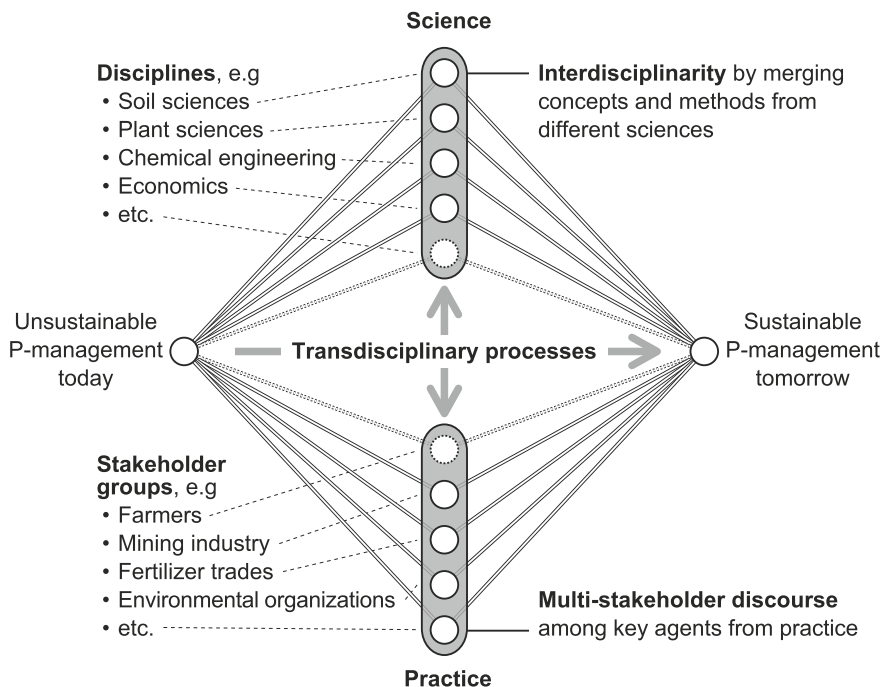 Science
Disciplines, e.g
• Soil sciences
• Plant sciences
• Chemical engineering
• Economics
• etc.
Interdisciplinarity by merging
concepts and methods from
different sciences
Unsustainable
P-management
today
Transdisciplinary processes
Sustainable
P-management
tomorrow
Stakeholder
groups, e.g
• Farmers
• Mining industry
• Fertilizer trades
• Environmental organizations
• etc.
Multi-stakeholder discourse
among key agents from practice
Practice